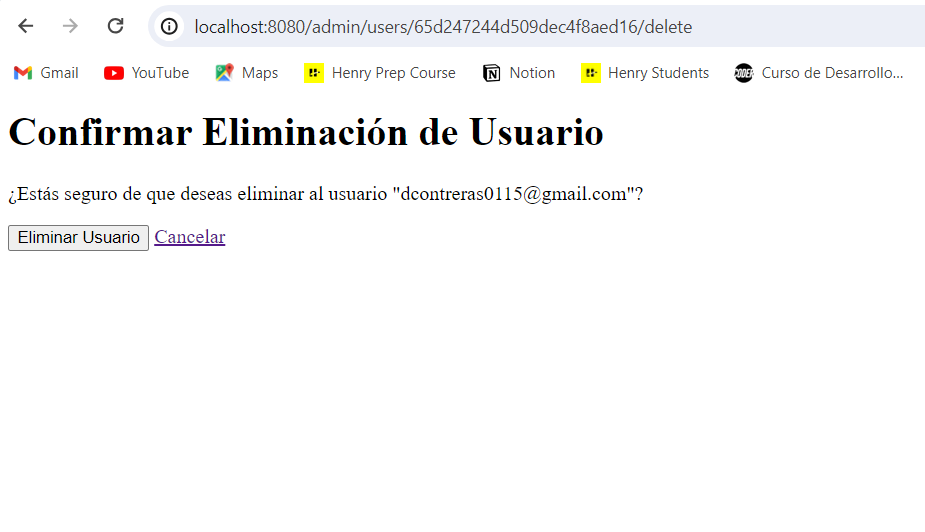 localhost:8080/admin/users/65d247244d509dec4f8aed16/delete
Gmail YouTube Maps Henry Prep Course Notion Henry Students Curso de Desarrollo...
Confirmar Eliminación de Usuario
¿Estás seguro de que deseas eliminar al usuario "dcontreras0115@gmail.com"?
Eliminar Usuario Cancelar